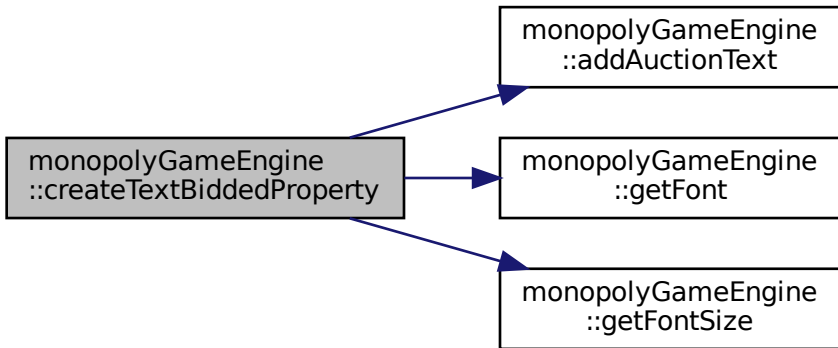 monopolyGameEngine
::createTextBiddedProperty
monopolyGameEngine
::addAuctionText
monopolyGameEngine
::getFont
monopolyGameEngine
::getFontSize